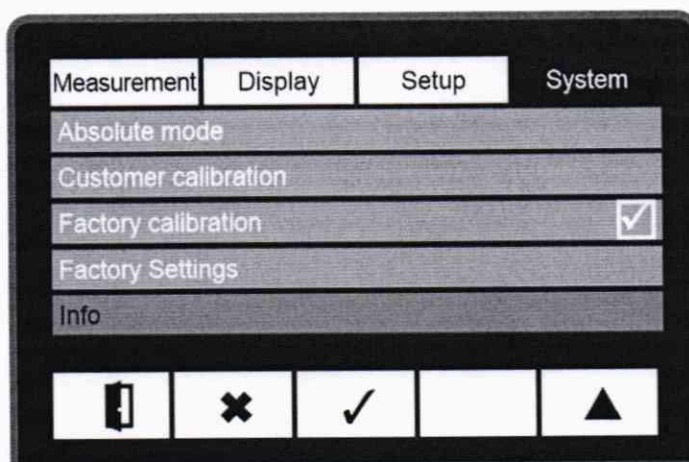 Measurement Display Setup System
Absolute mode
Customer calibration
Factory calibration
Factory Settings
Info